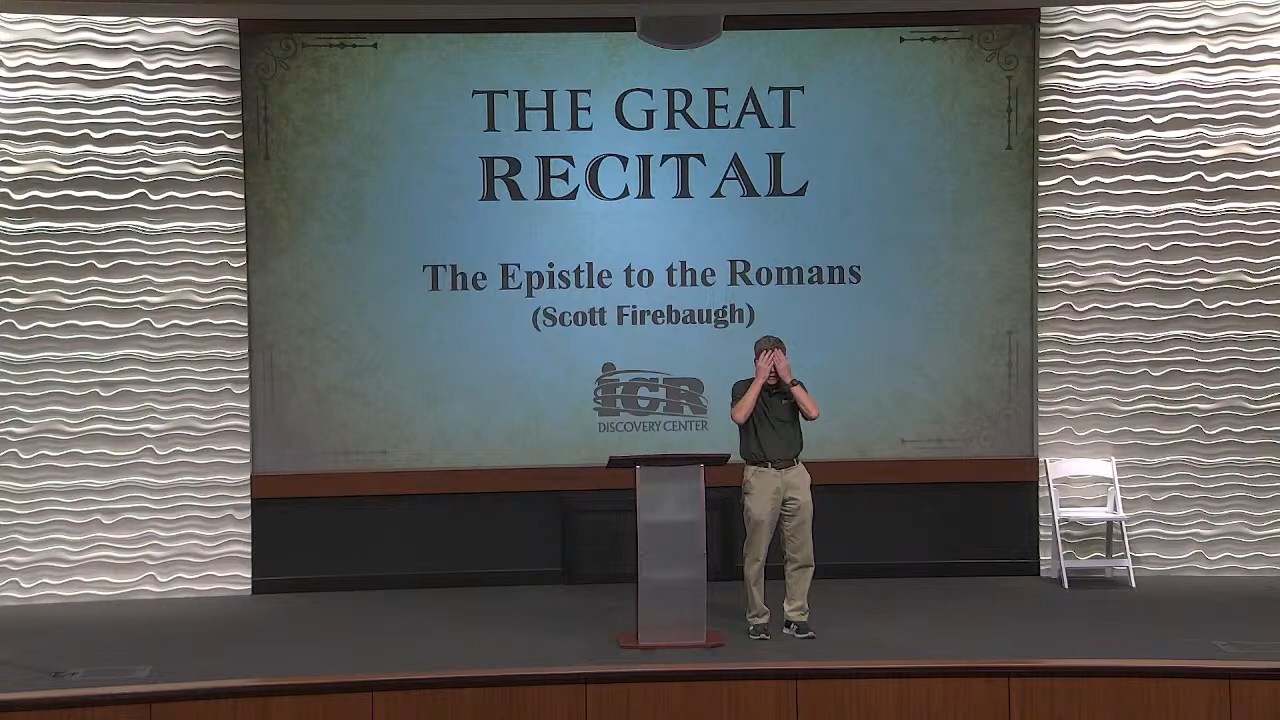 THE GREAT
RECITAL
The Epistle to the Romans
(Scott Firebaugh)
iCR
DISCOVERY CENTER